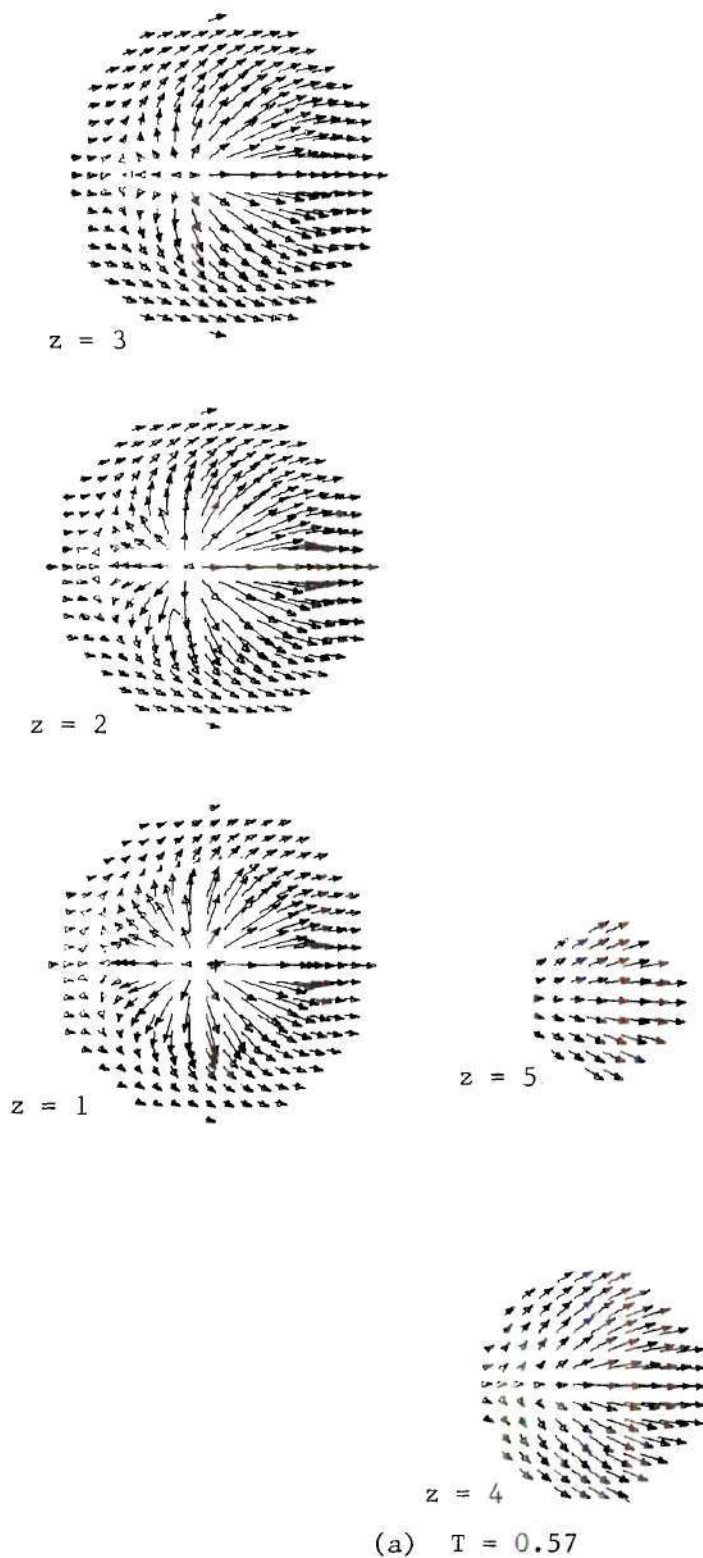 z = 3
z = 2
z = 1
z = 5
z = 4
(a) T = 0.57